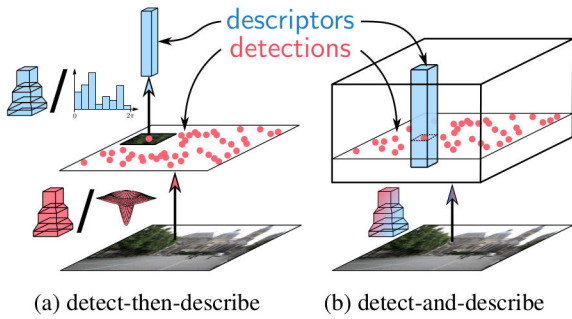 descriptors
detections
0
2π
(a) detect-then-describe
(b) detect-and-describe